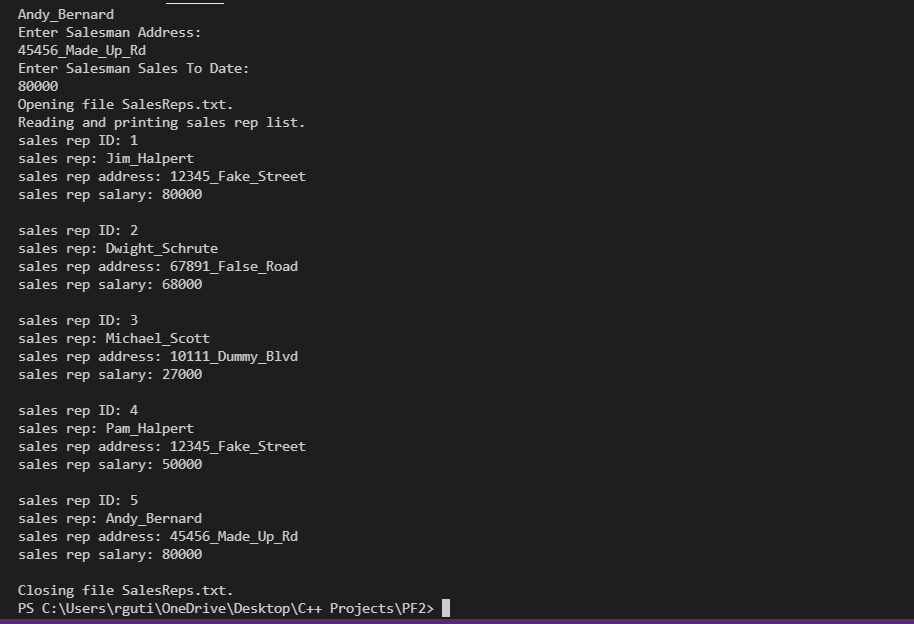 Andy_Bernard
Enter Salesman Address:
45456_Made_Up_Rd
Enter Salesman Sales To Date:
80000
Opening file SalesReps.txt.
Reading and printing sales rep list.
sales rep ID: 1
sales rep: Jim_Halpert
sales rep address: 12345_Fake_Street
sales rep salary: 80000

sales rep ID: 2
sales rep: Dwight_Schrute
sales rep address: 67891_False_Road
sales rep salary: 68000

sales rep ID: 3
sales rep: Michael_Scott
sales rep address: 10111_Dummy_Blvd
sales rep salary: 27000

sales rep ID: 4
sales rep: Pam_Halpert
sales rep address: 12345_Fake_Street
sales rep salary: 50000

sales rep ID: 5
sales rep: Andy_Bernard
sales rep address: 45456_Made_Up_Rd
sales rep salary: 80000

Closing file SalesReps.txt.
PS C:\Users\rguti\OneDrive\Desktop\C++ Projects\PF2>